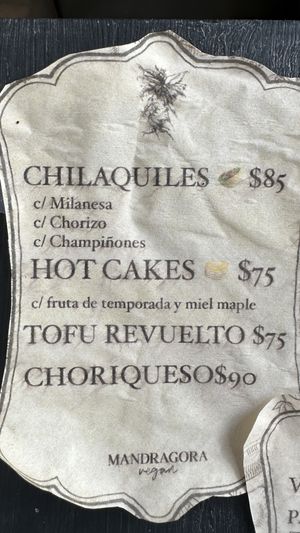 CHILAQUILES $85
c/ Milanesa
c/ Chorizo
c/ Champiñones
HOT CAKES $75
c/ fruta de temporada y miel maple
TOFU REVUELTO $75
CHORIQUESO $90
MANDRAGORA
vegan